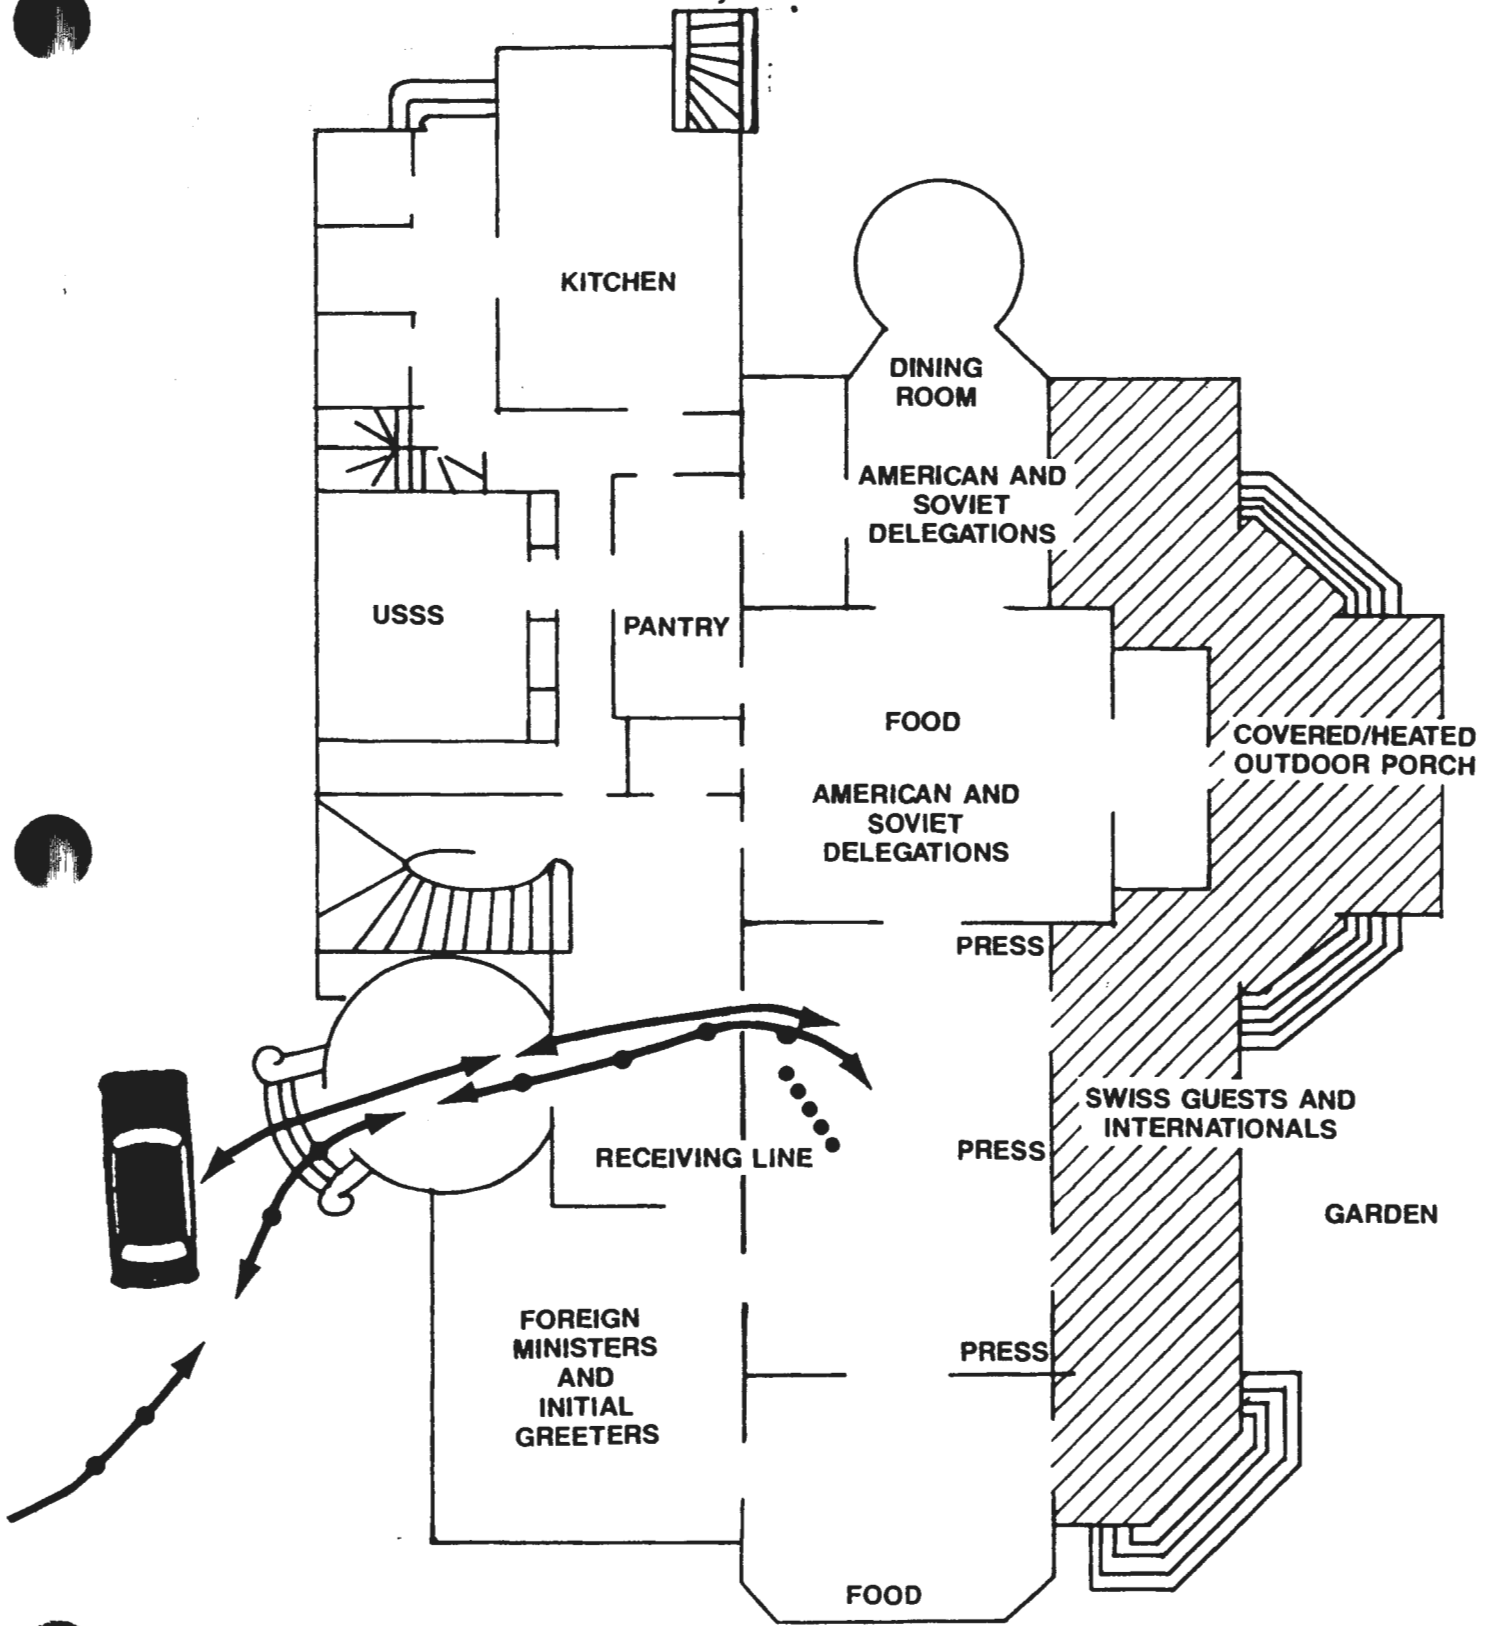 KITCHEN
DINING
ROOM
AMERICAN AND
SOVIET
DELEGATIONS
USSS
PANTRY
FOOD
COVERED/HEATED
OUTDOOR PORCH
AMERICAN AND
SOVIET
DELEGATIONS
PRESS
SWISS GUESTS AND
INTERNATIONALS
RECEIVING LINE
PRESS
GARDEN
FOREIGN
MINISTERS
AND
INITIAL
GREETERS
PRESS
FOOD